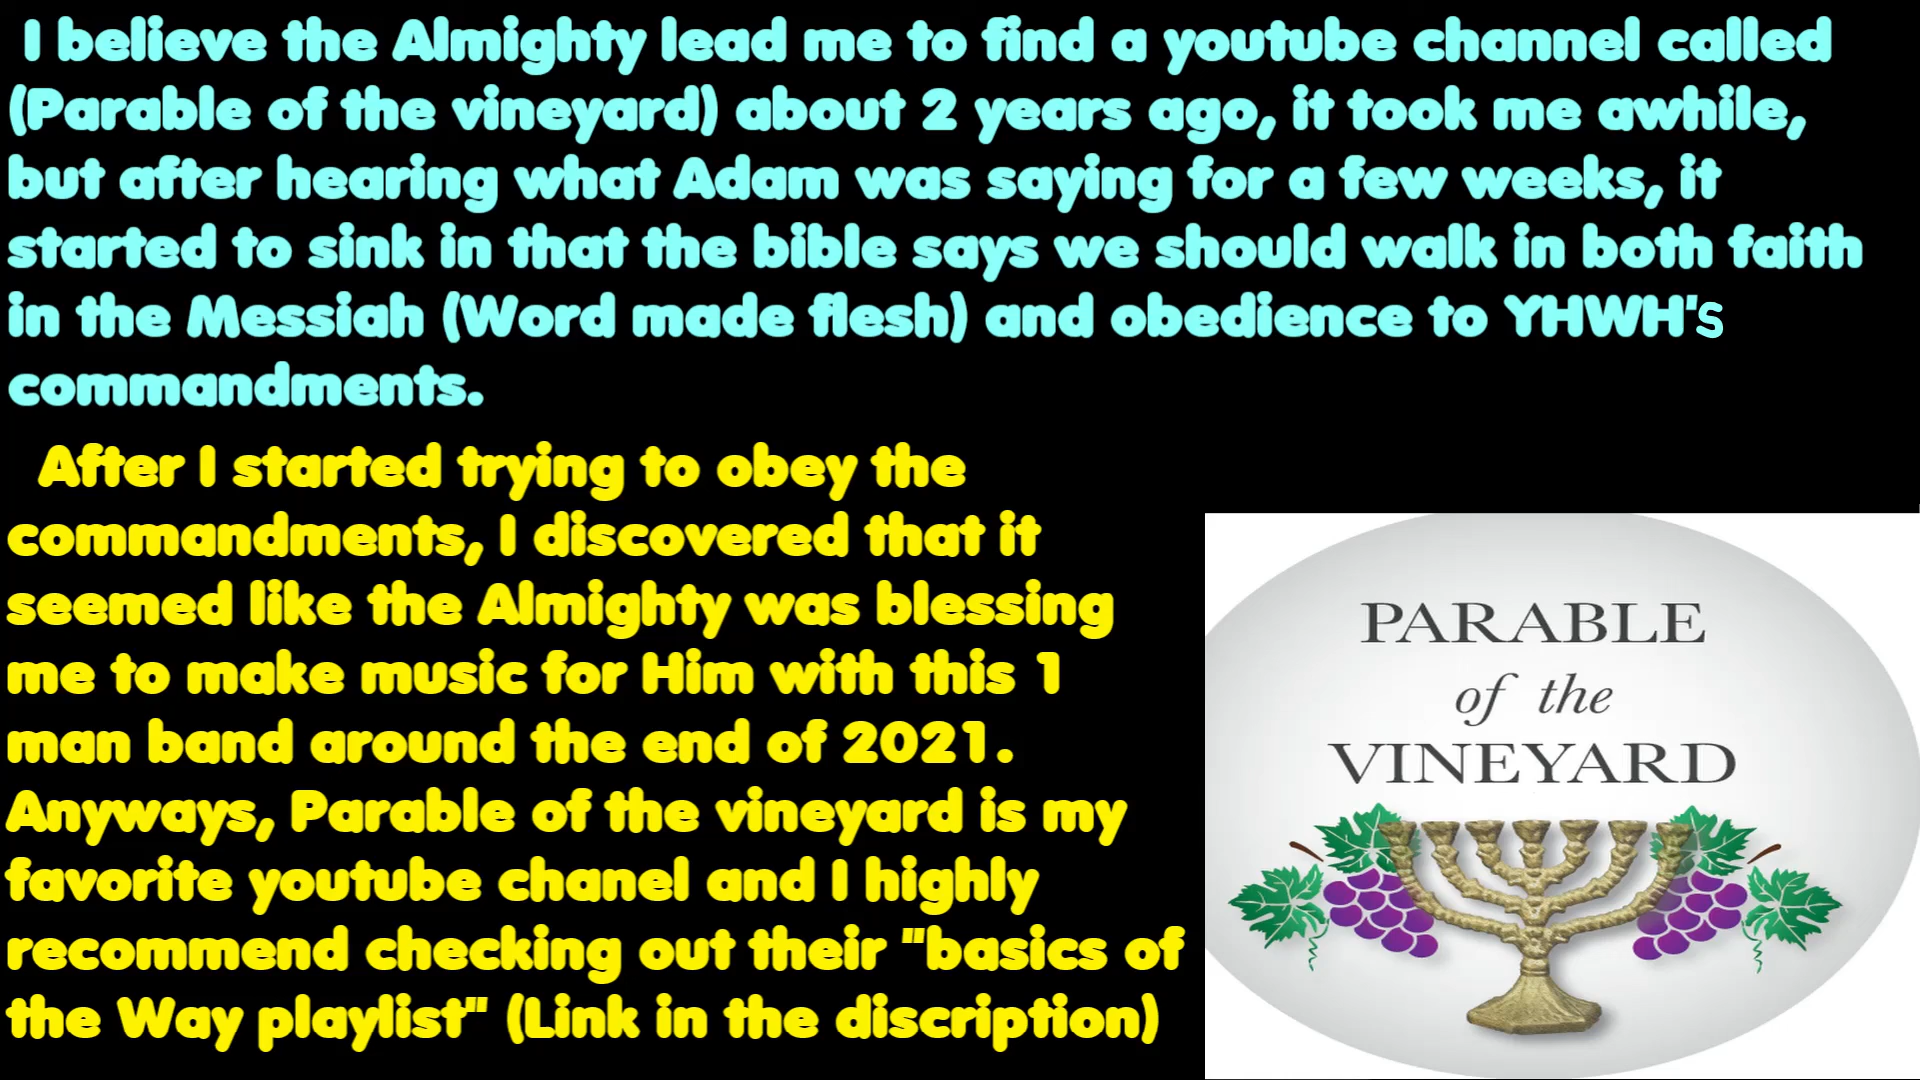 I believe the Almighty lead me to find a youtube channel called
(Parable of the vineyard) about 2 years ago, it took me awhile,
but after hearing what Adam was saying for a few weeks, it
started to sink in that the bible says we should walk in both faith
in the Messiah (Word made flesh) and obedience to YHWH's
commandments.
After I started trying to obey the
commandments, I discovered that it
seemed like the Almighty was blessing
me to make music for Him with this 1
man band around the end of 2021.
Anyways, Parable of the vineyard is my
favorite youtube chanel and I highly
recommend checking out their "basics of
the Way playlist" (Link in the discription)
PARABLE
of the
VINEYARD